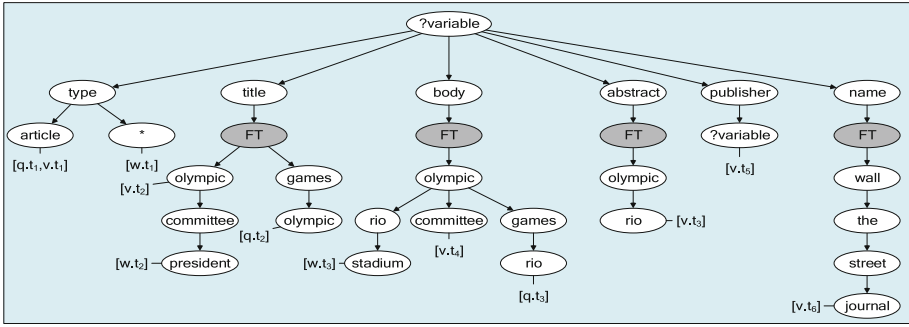 ?variable
type title body abstract publisher name
article * FT FT FT ?variable FT
[q.t₁,v.t₁] [w.t₁] [v.t₅]
[v.t₂] olympic games olympic olympic wall
committee olympic rio committee games rio [v.t₃] the
[q.t₂] [v.t₄]
[w.t₂] president [w.t₃] stadium rio street
[q.t₃]
[v.t₆] journal